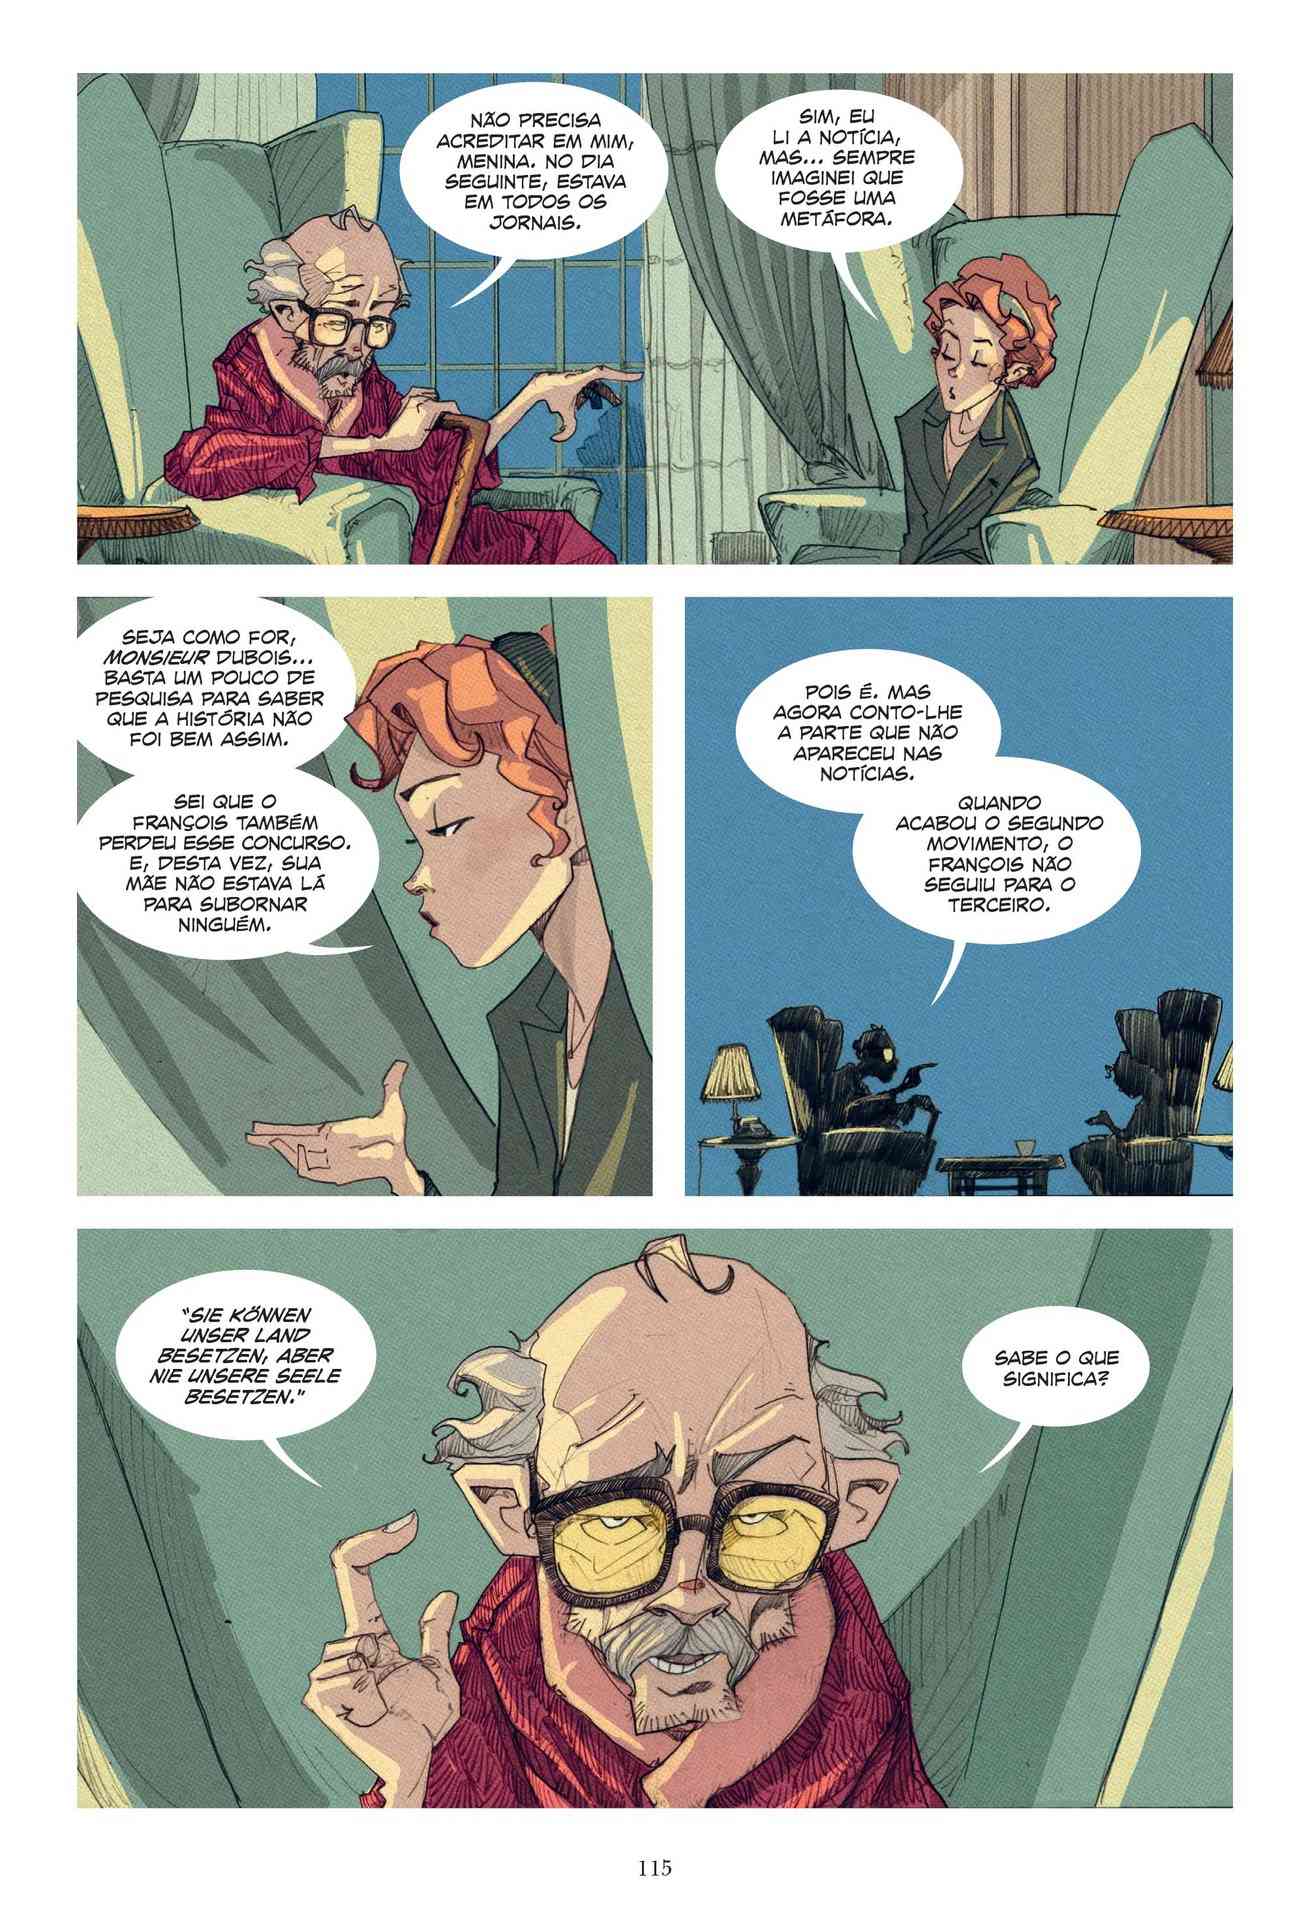 NÃO PRECISA
ACREDITAR EM MIM,
MENINA. NO DIA
SEGUINTE, ESTAVA
EM TODOS OS
JORNAIS.
SIM, EU
LI A NOTÍCIA,
MAS... SEMPRE
IMAGINEI QUE
FOSSE UMA
METÁFORA.
SEJA COMO FOR,
MONSIEUR DUBOIS...
BASTA UM POUCO DE
PESQUISA PARA SABER
QUE A HISTÓRIA NÃO
FOI BEM ASSIM.
SEI QUE O
FRANÇOIS TAMBÉM
PERDEU ESSE CONCURSO.
E, DESTA VEZ, SUA
MÃE NÃO ESTAVA LÁ
PARA SUBORNAR
NINGUÉM.
POIS É. MAS
AGORA CONTO-LHE
A PARTE QUE NÃO
APARECEU NAS
NOTÍCIAS.
QUANDO
ACABOU O SEGUNDO
MOVIMENTO, O
FRANÇOIS NÃO
SEGUIU PARA O
TERCEIRO.
"SIE KÖNNEN
UNSER LAND
BESETZEN, ABER
NIE UNSERE SEELE
BESETZEN."
SABE O QUE
SIGNIFICA?
115